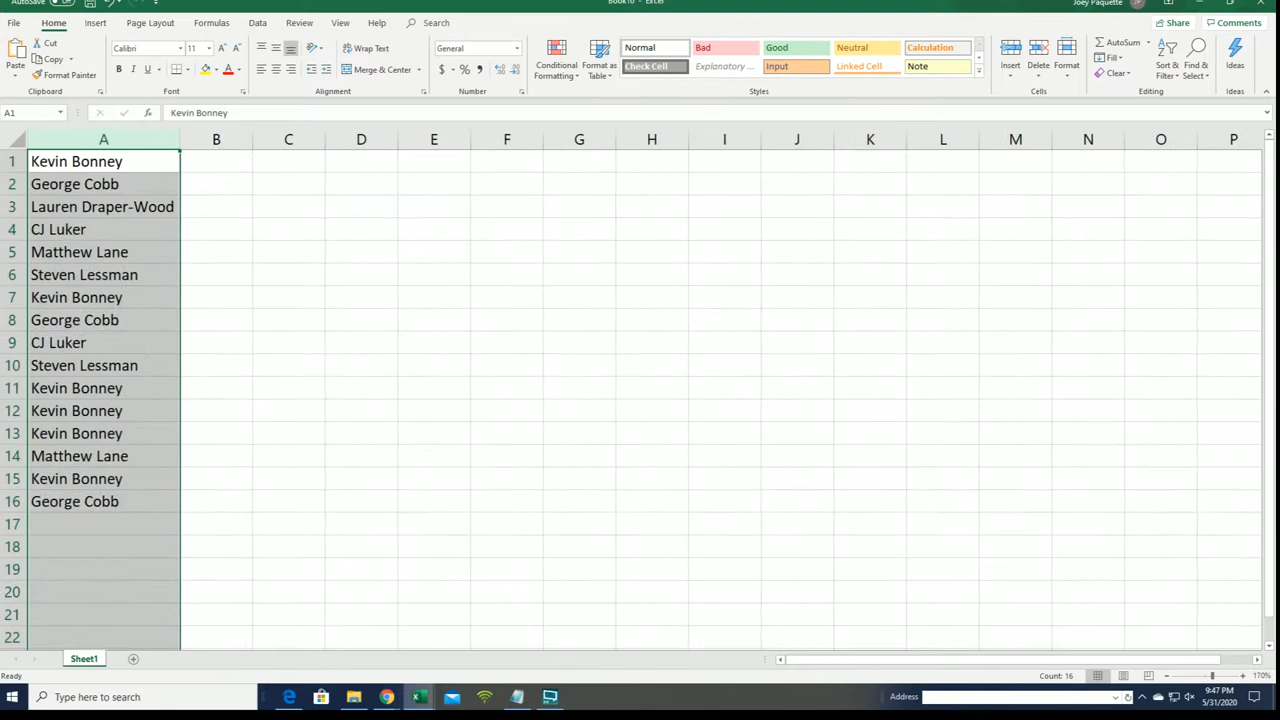 AutoSave Off Book10 - Excel Joey Paquette JP
File Home Insert Page Layout Formulas Data Review View Help Search Share Comments
Paste Cut Copy Format Painter Clipboard
Calibri 11 A A B I U A Font
ab Wrap Text Merge & Center Alignment
General $ % , Number
Conditional Formatting Format as Table
Normal Bad Good Neutral Calculation
Check Cell Explanatory ... Input Linked Cell Note
Styles
Insert Delete Format Cells
AutoSum Fill Clear Sort & Filter Find & Select Editing
Ideas Ideas
A1 fx Kevin Bonney
A B C D E F G H I J K L M N O P
1 Kevin Bonney
2 George Cobb
3 Lauren Draper-Wood
4 CJ Luker
5 Matthew Lane
6 Steven Lessman
7 Kevin Bonney
8 George Cobb
9 CJ Luker
10 Steven Lessman
11 Kevin Bonney
12 Kevin Bonney
13 Kevin Bonney
14 Matthew Lane
15 Kevin Bonney
16 George Cobb
17
18
19
20
21
22
Sheet1
Ready Count: 16 170%
Type here to search Address 9:47 PM
5/31/2020